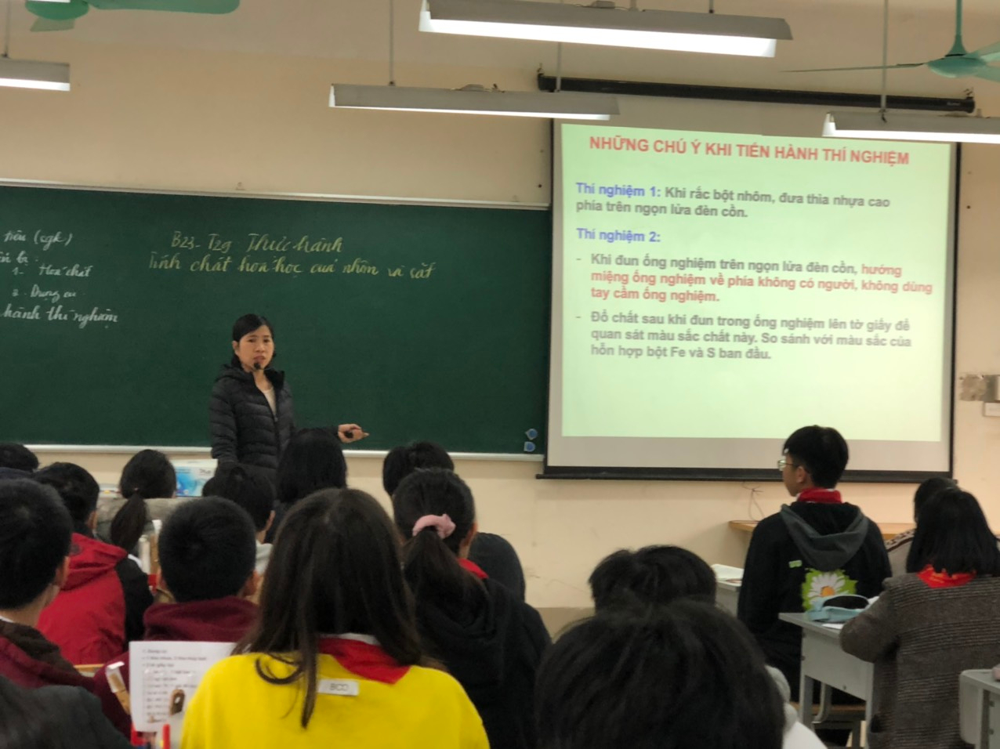 NHỮNG CHÚ Ý KHI TIẾN HÀNH THÍ NGHIỆM
Thí nghiệm 1: Khi rắc bột nhôm, đưa thìa nhựa cao
phía trên ngọn lửa đèn cồn.
Thí nghiệm 2:
- Khi đun ống nghiệm trên ngọn lửa đèn cồn, hướng
miệng ống nghiệm về phía không có người, không dùng
tay cầm ống nghiệm.
- Đổ chất sau khi đun trong ống nghiệm lên tờ giấy để
quan sát màu sắc chất này. So sánh với màu sắc của
hỗn hợp bột Fe và S ban đầu.
B23 - T29 Thực hành
Tính chất hoá học của nhôm và sắt
tiêu (sgk)
bị:
1- Hoá chất
2- Dụng cụ
hành thí nghiệm